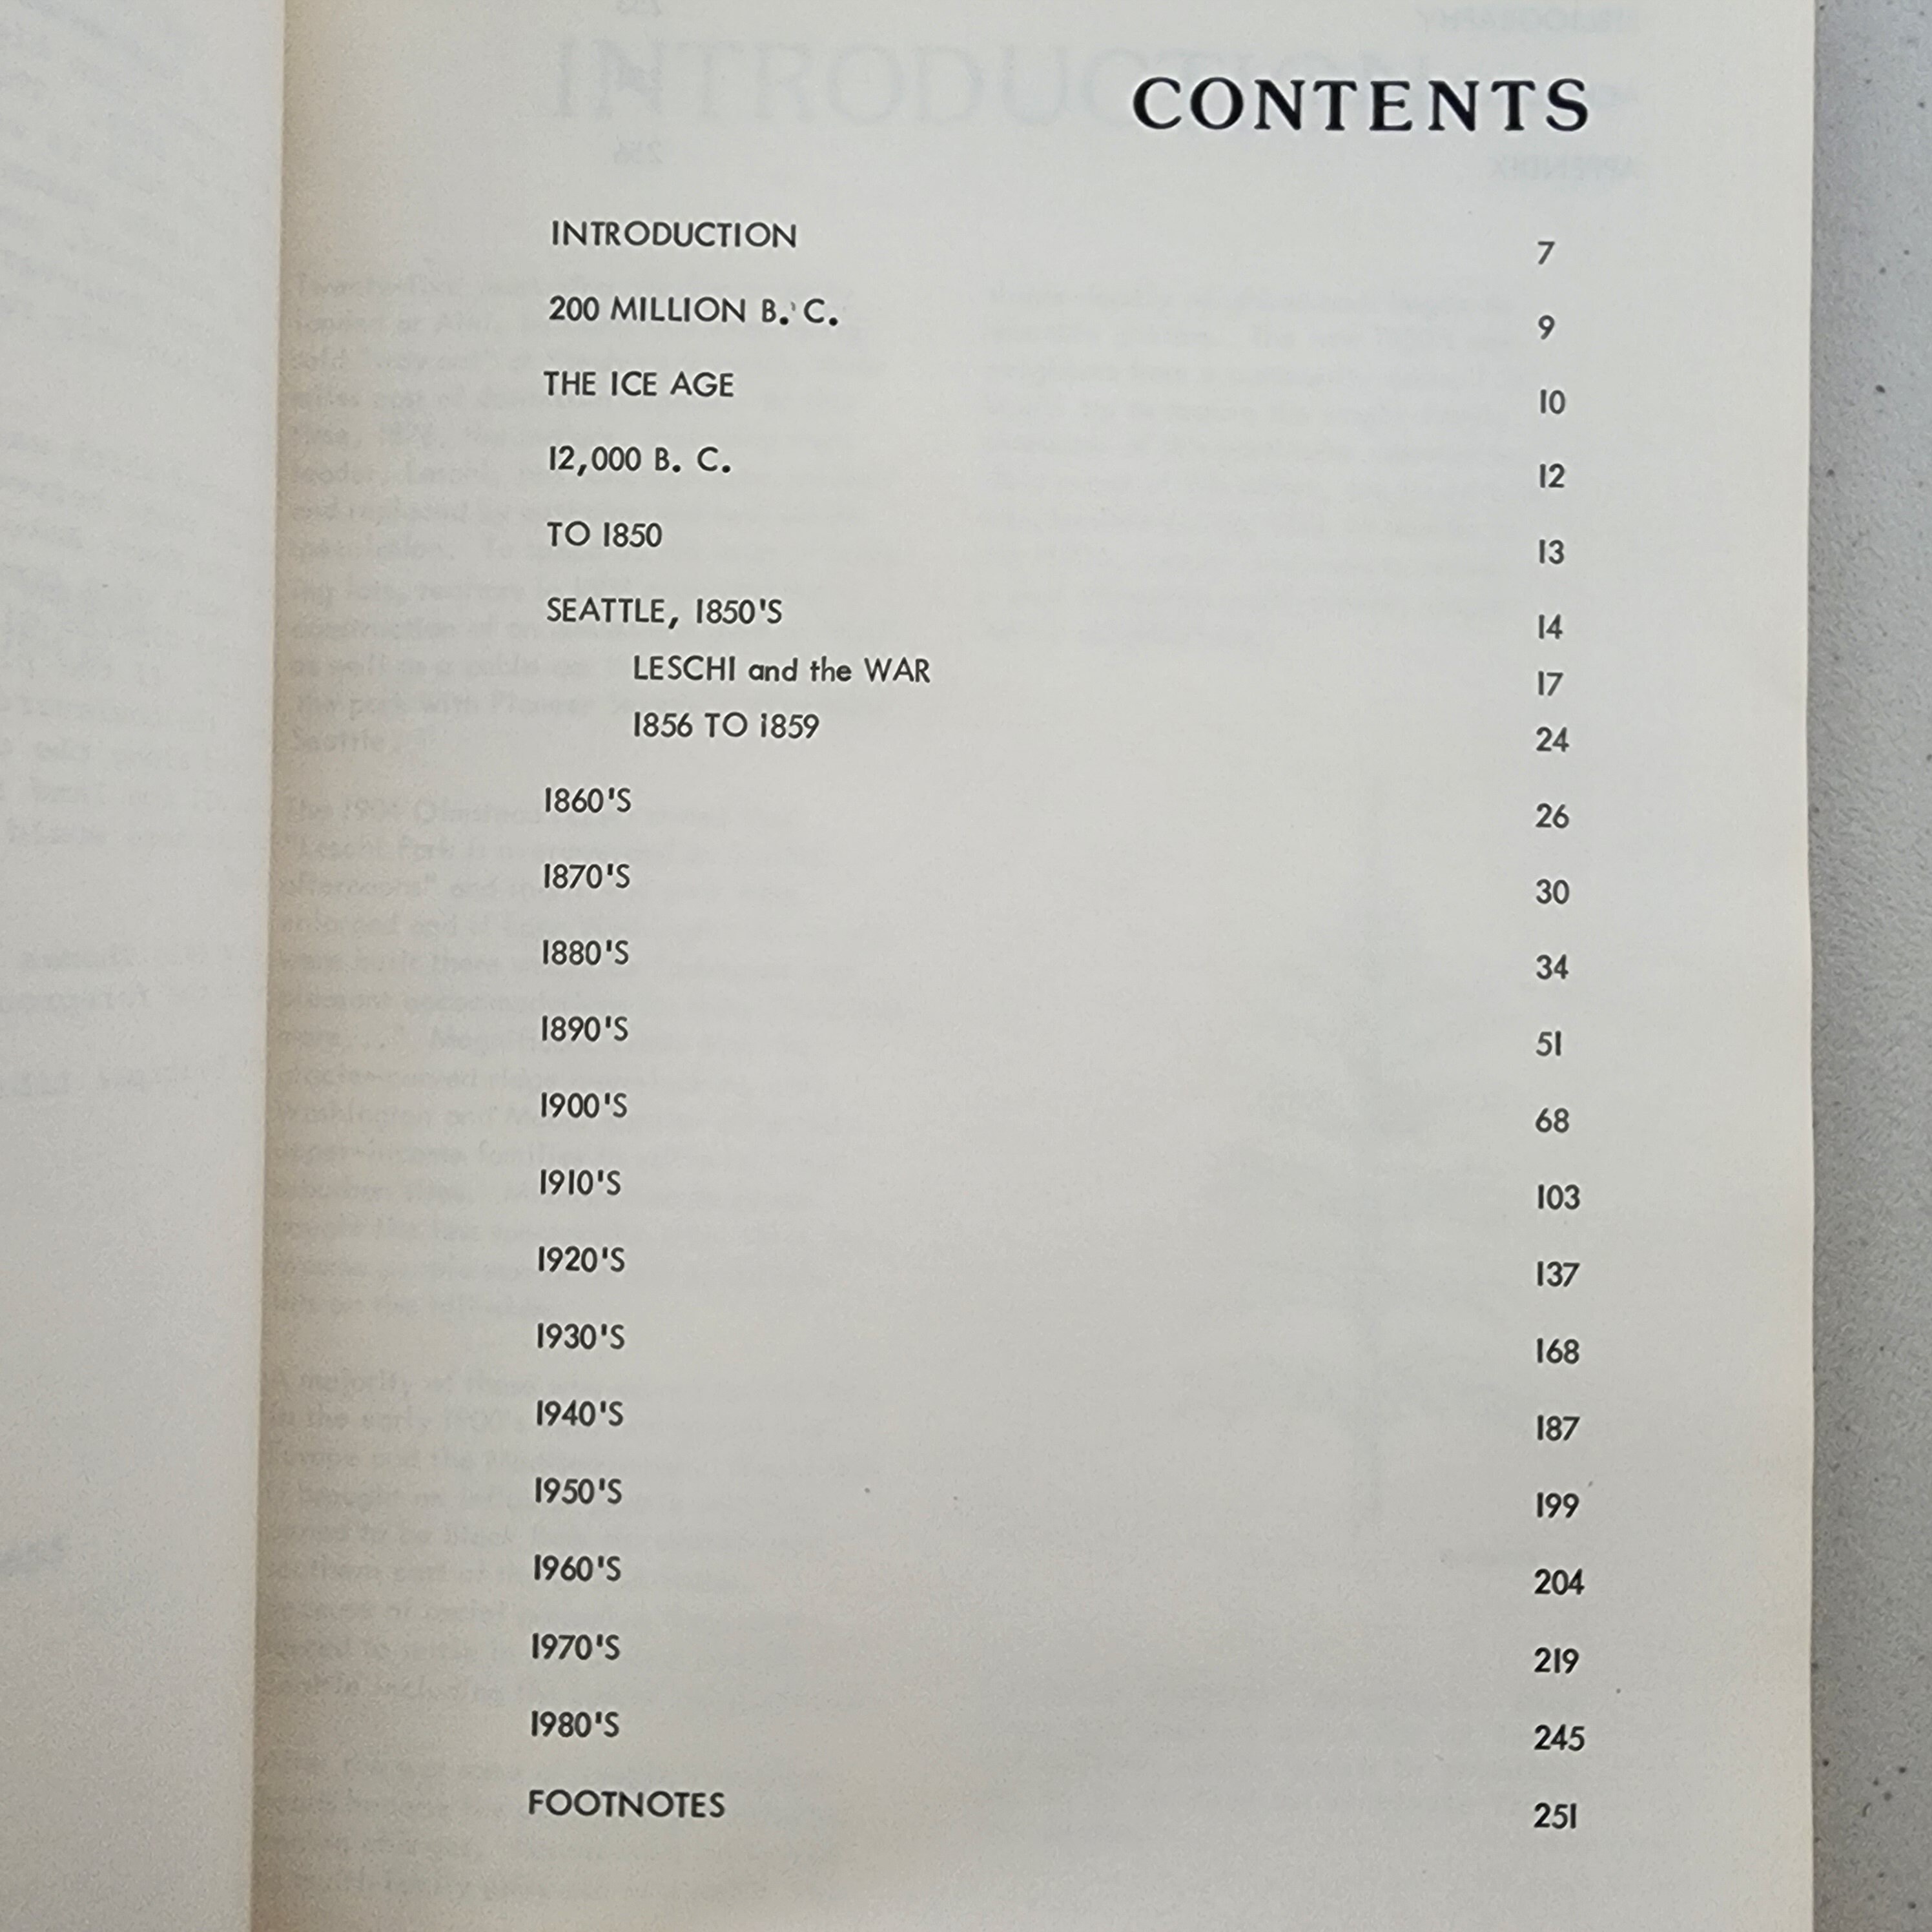 CONTENTS
INTRODUCTION 7
200 MILLION B. C. 9
THE ICE AGE 10
12,000 B. C. 12
TO 1850 13
SEATTLE, 1850'S 14
LESCHI and the WAR 17
1856 TO 1859 24
1860'S 26
1870'S 30
1880'S 34
1890'S 51
1900'S 68
1910'S 103
1920'S 137
1930'S 168
1940'S 187
1950'S 199
1960'S 204
1970'S 219
1980'S 245
FOOTNOTES 251